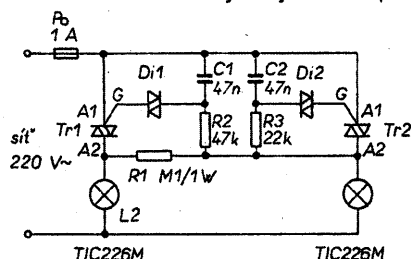 Po
1 A
Di1
C1
47n
C2
47n
Di2
G
G
A1
A1
síť
Tr1
R2
47k
R3
22k
Tr2
A2
A2
220 V~
R1 M1/1W
L2
TIC226M
TIC226M